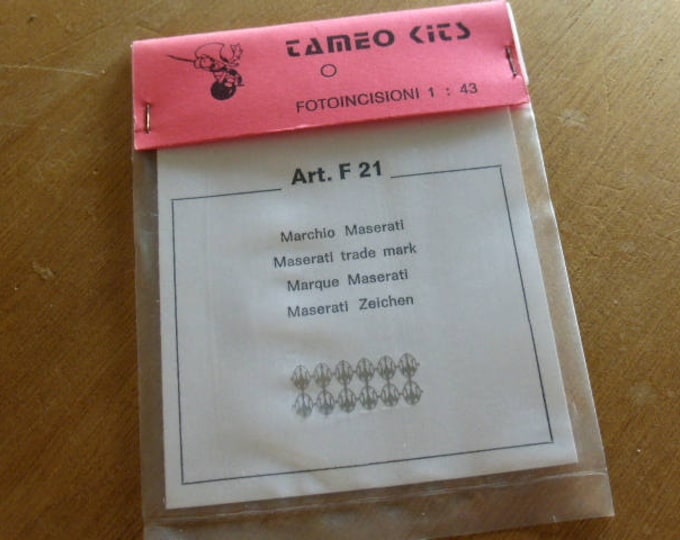 TAMEO KITS
FOTOINCISIONI 1 : 43
Art. F 21
Marchio Maserati
Maserati trade mark
Marque Maserati
Maserati Zeichen